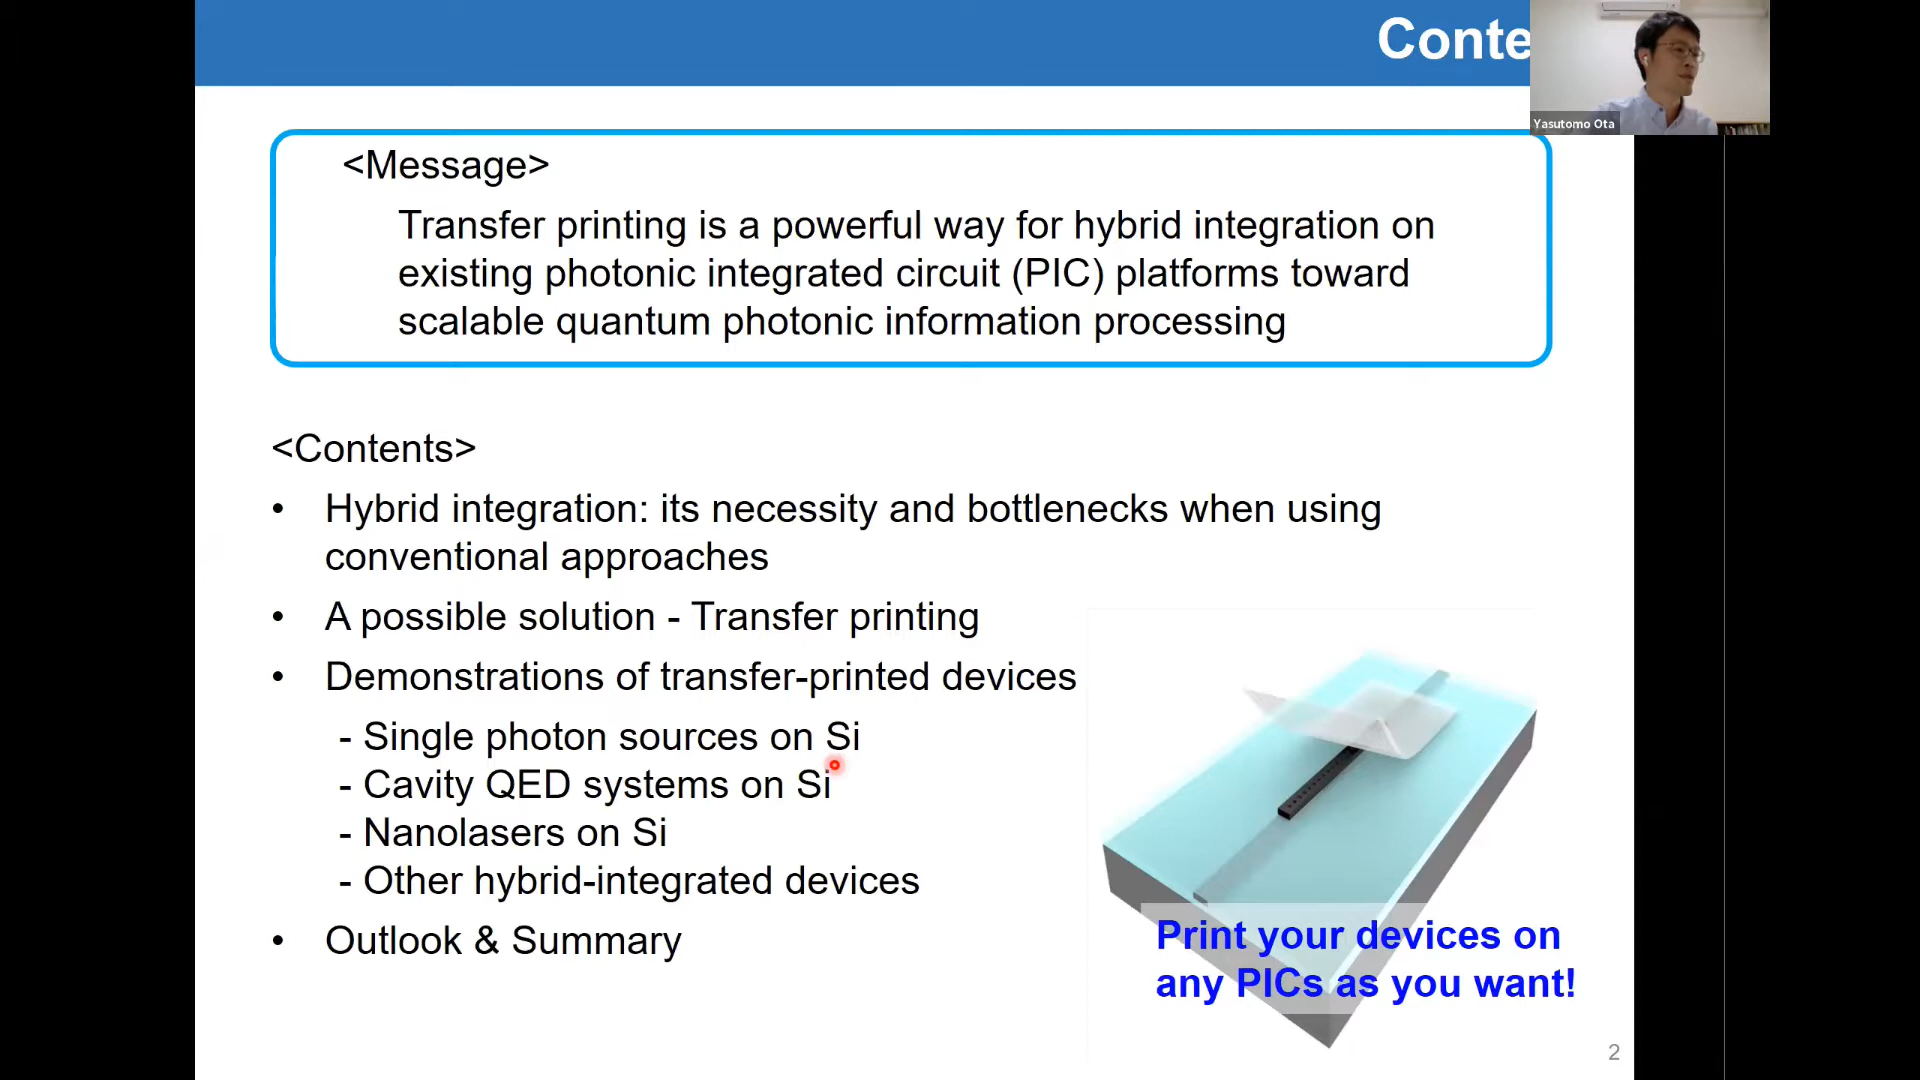 Conte
Yasutomo Ota
<Message>
Transfer printing is a powerful way for hybrid integration on
existing photonic integrated circuit (PIC) platforms toward
scalable quantum photonic information processing
<Contents>
• Hybrid integration: its necessity and bottlenecks when using
conventional approaches
• A possible solution - Transfer printing
• Demonstrations of transfer-printed devices
- Single photon sources on Si
- Cavity QED systems on Si
- Nanolasers on Si
- Other hybrid-integrated devices
• Outlook & Summary
Print your devices on
any PICs as you want!
2